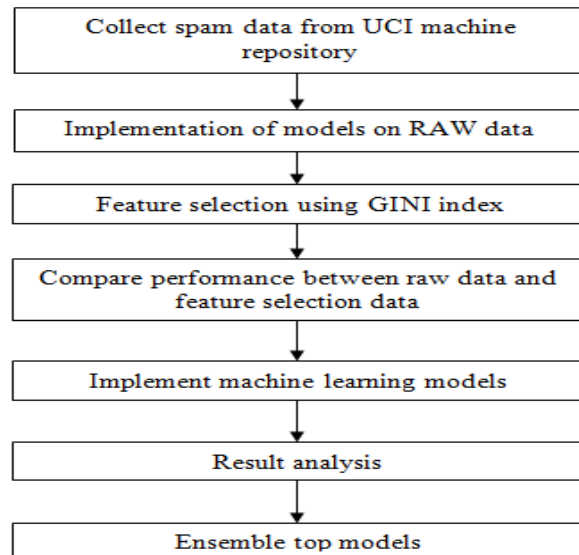 Collect spam data from UCI machine
repository
Implementation of models on RAW data
Feature selection using GINI index
Compare performance between raw data and
feature selection data
Implement machine learning models
Result analysis
Ensemble top models